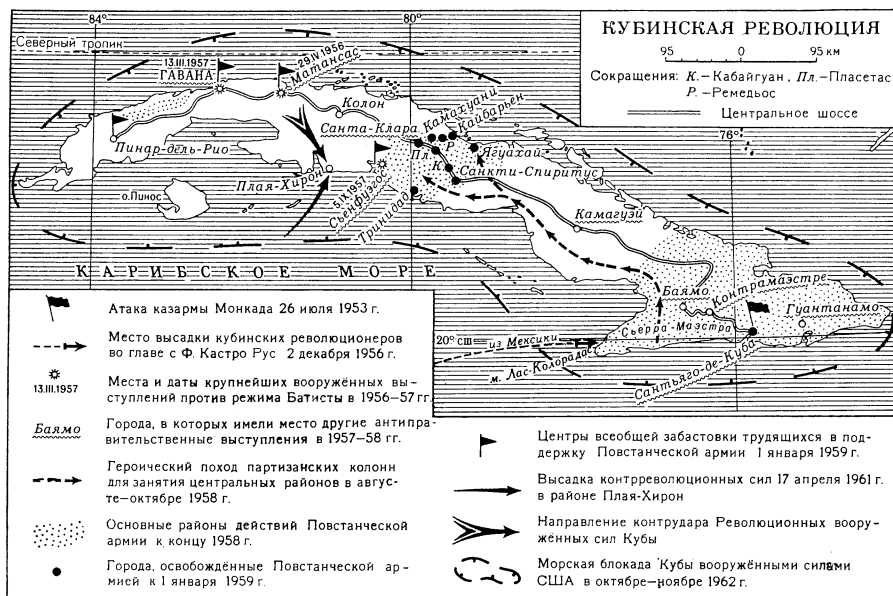 84°
80°
КУБИНСКАЯ РЕВОЛЮЦИЯ
95 0 95 км
Сокращения: К.–Кабайгуан, Пл.–Пласетас
Р.–Ремедьос
Центральное шоссе
Северный тропик
13.III.1957
ГАВАНА
29.IV 1956
Матансас
Колон
Пинар-дель-Рио
Санта-Клара
Камахуани
Кайбарьен
76°
Р.
Ягуахай
Пл.
К.
Санкти-Спиритус
Плая-Хирон
о.Пинос
5.IX.1957
Сьенфуэгос
Тринидад
Камагуэй
КАРИБСКОЕ МОРЕ
Баямо
Контрамаэстре
Гуантанамо
Сьерра-Маэстра
20° сш
из Мексики
м. Лас-Колорадас
Сантьяго-де-Куба
Атака казармы Монкада 26 июля 1953 г.
Место высадки кубинских революционеров
во главе с Ф. Кастро Рус 2 декабря 1956 г.
13.III.1957
Места и даты крупнейших вооружённых вы-
ступлений против режима Батисты в 1956–57 гг.
Баямо
Города, в которых имели место другие антипра-
вительственные выступления в 1957–58 гг.
Героический поход партизанских колонн
для занятия центральных районов в авгус-
те–октябре 1958 г.
Основные районы действий Повстанческой
армии к концу 1958 г.
Города, освобождённые Повстанческой ар-
мией к 1 января 1959 г.
Центры всеобщей забастовки трудящихся в под-
держку Повстанческой армии 1 января 1959 г.
Высадка контрреволюционных сил 17 апреля 1961 г.
в районе Плая-Хирон
Направление контрудара Революционных воору-
жённых сил Кубы
Морская блокада Кубы вооружёнными силами
США в октябре–ноябре 1962 г.